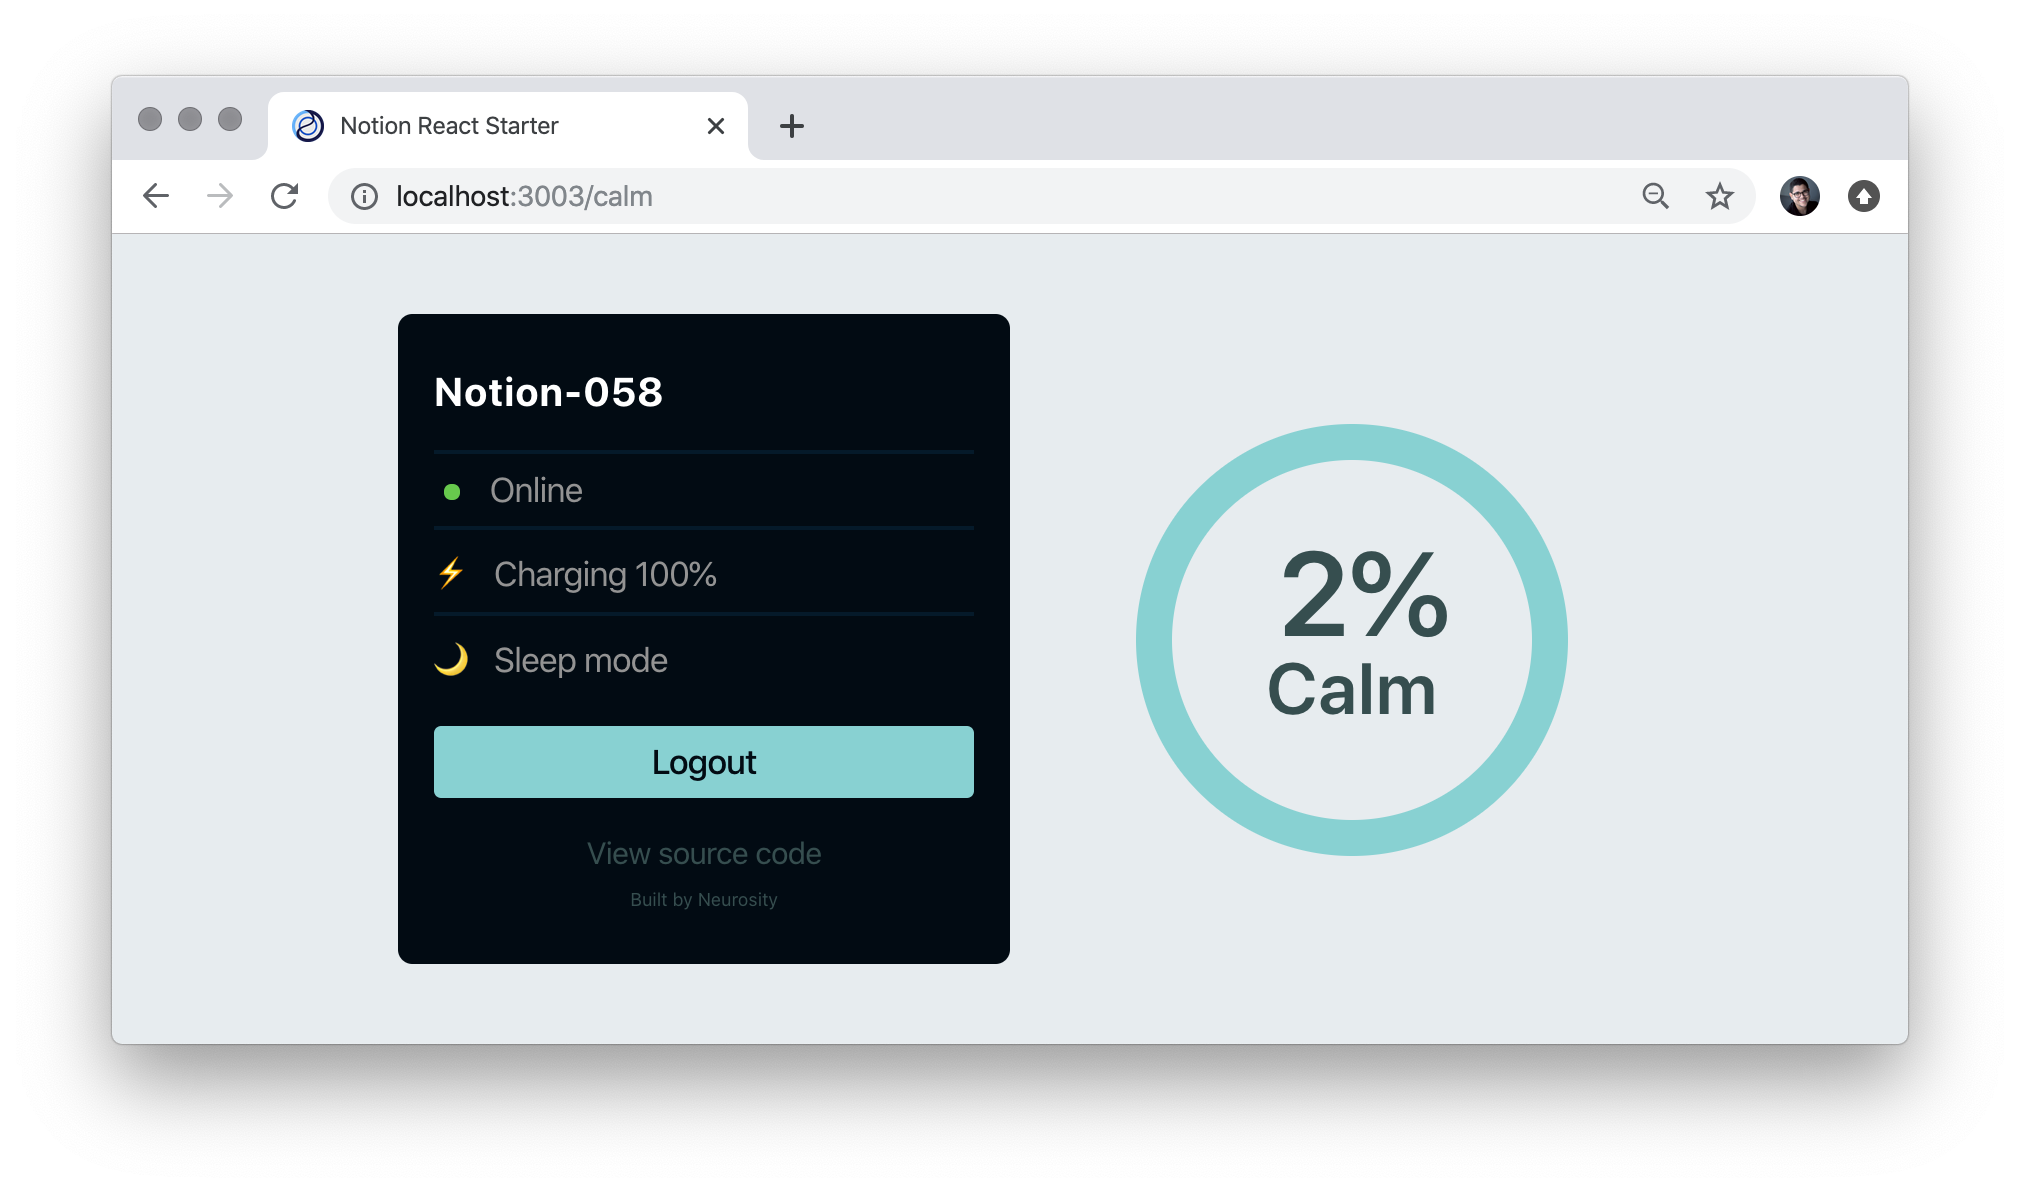 Notion React Starter
localhost:3003/calm
Notion-058
Online
Charging 100%
Sleep mode
Logout
View source code
Built by Neurosity
2%
Calm